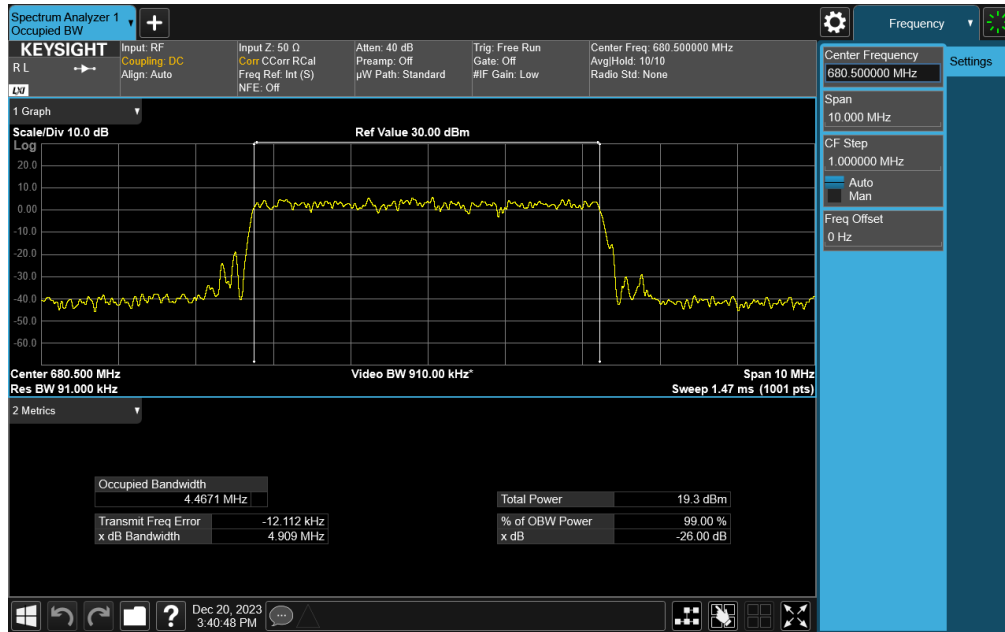 Spectrum Analyzer 1
Occupied BW
Frequency
KEYSIGHT
R L
LXI
Input: RF
Coupling: DC
Align: Auto
Input Z: 50 Ω
Corr CCorr RCal
Freq Ref: Int (S)
NFE: Off
Atten: 40 dB
Preamp: Off
µW Path: Standard
Trig: Free Run
Gate: Off
#IF Gain: Low
Center Freq: 680.500000 MHz
Avg|Hold: 10/10
Radio Std: None
Center Frequency
680.500000 MHz
Settings
Span
10.000 MHz
CF Step
1.000000 MHz
Auto
Man
Freq Offset
0 Hz
1 Graph
Scale/Div 10.0 dB
Ref Value 30.00 dBm
Log
20.0
10.0
0.00
-10.0
-20.0
-30.0
-40.0
-50.0
-60.0
Center 680.500 MHz
Video BW 910.00 kHz*
Span 10 MHz
Res BW 91.000 kHz
Sweep 1.47 ms (1001 pts)
2 Metrics
Occupied Bandwidth
4.4671 MHz
Total Power 19.3 dBm
Transmit Freq Error -12.112 kHz
% of OBW Power 99.00 %
x dB Bandwidth 4.909 MHz
x dB -26.00 dB
?
Dec 20, 2023
3:40:48 PM